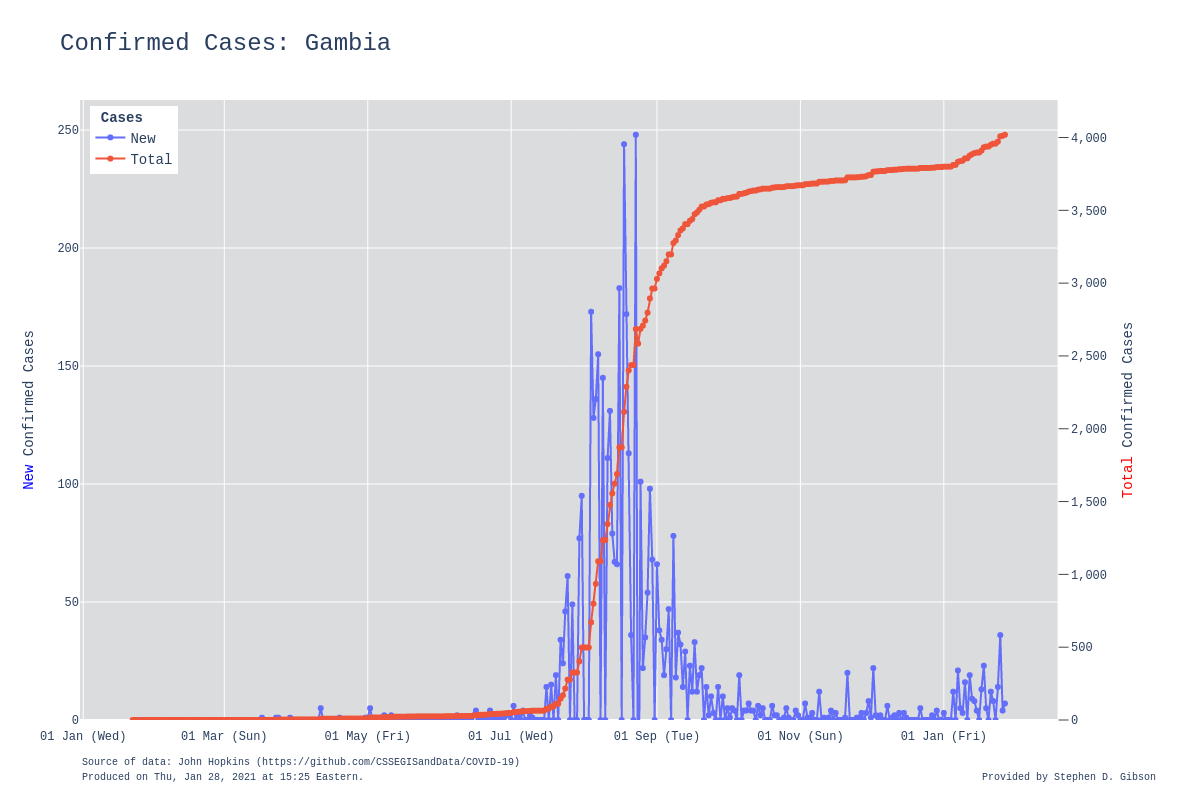 Confirmed Cases: Gambia
Cases
New
Total
250
200
150
100
50
0
4,000
3,500
3,000
2,500
2,000
1,500
1,000
500
0
New Confirmed Cases
Total Confirmed Cases
01 Jan (Wed)
01 Mar (Sun)
01 May (Fri)
01 Jul (Wed)
01 Sep (Tue)
01 Nov (Sun)
01 Jan (Fri)
Source of data: John Hopkins (https://github.com/CSSEGISandData/COVID-19)
Produced on Thu, Jan 28, 2021 at 15:25 Eastern.
Provided by Stephen D. Gibson